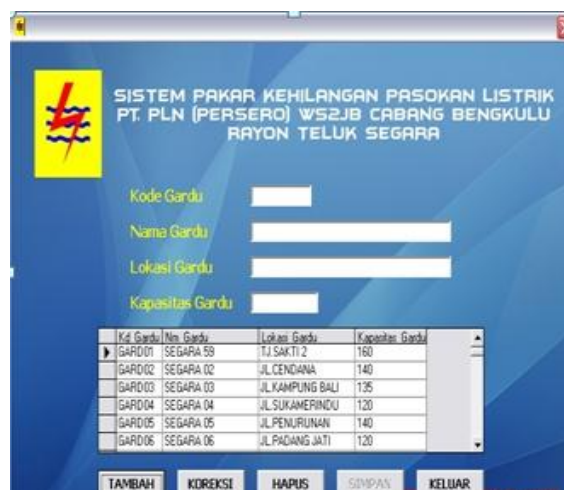 SISTEM PAKAR KEHILANGAN PASOKAN LISTRIK
PT. PLN (PERSERO) WS2JB CABANG BENGKULU
RAYON TELUK SEGARA
Kode Gardu
Nama Gardu
Lokasi Gardu
Kapasitas Gardu
Kd Gardu Nm Gardu Lokasi Gardu Kapasitas Gardu
GARD01 SEGARA 59 TJ.SAKTI 2 160
GARD02 SEGARA 02 JL.CENDANA 140
GARD03 SEGARA 03 JL.KAMPUNG BALI 135
GARD04 SEGARA 04 JL.SUKAMERINDU 120
GARD05 SEGARA 05 JL.PENURUNAN 140
GARD06 SEGARA 06 JL.PADANG JATI 120
TAMBAH KOREKSI HAPUS SIMPAN KELUAR